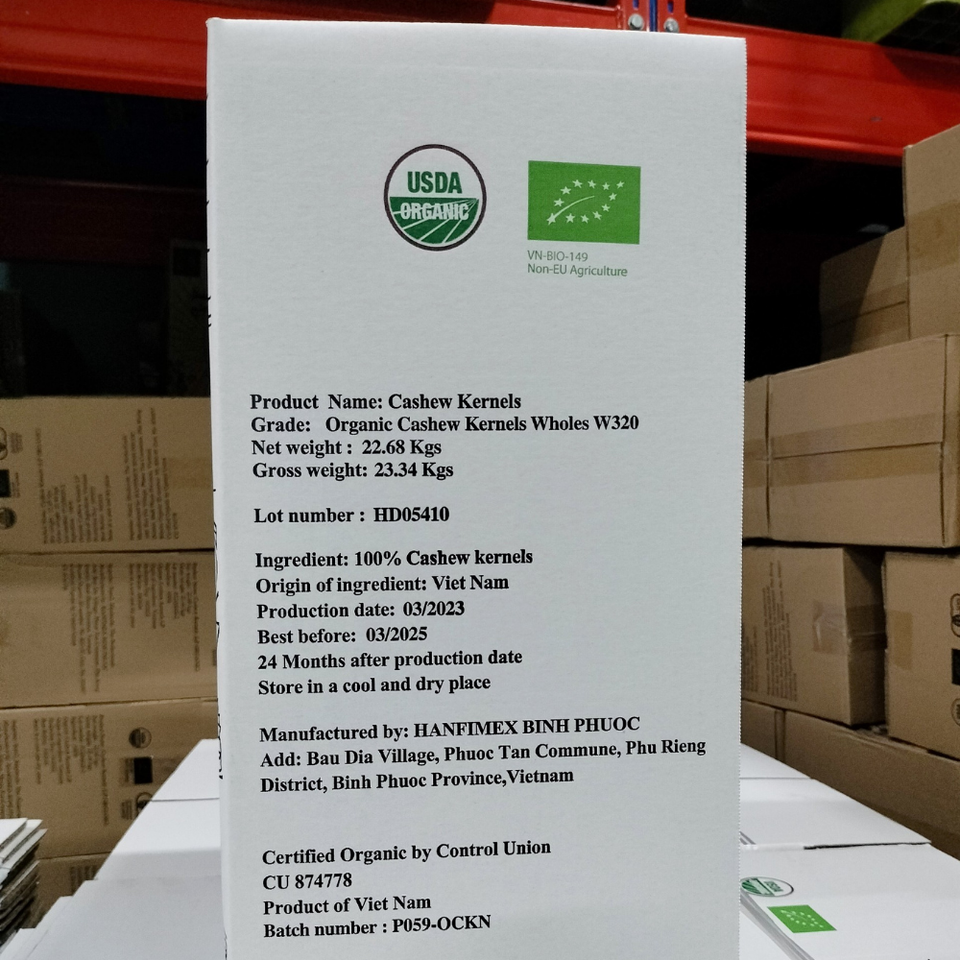 USDA
ORGANIC
VN-BIO-149
Non-EU Agriculture
Product Name: Cashew Kernels
Grade: Organic Cashew Kernels Wholes W320
Net weight : 22.68 Kgs
Gross weight: 23.34 Kgs
Lot number : HD05410
Ingredient: 100% Cashew kernels
Origin of ingredient: Viet Nam
Production date: 03/2023
Best before: 03/2025
24 Months after production date
Store in a cool and dry place
Manufactured by: HANFIMEX BINH PHUOC
Add: Bau Dia Village, Phuoc Tan Commune, Phu Rieng
District, Binh Phuoc Province,Vietnam
Certified Organic by Control Union
CU 874778
Product of Viet Nam
Batch number : P059-OCKN
USDA